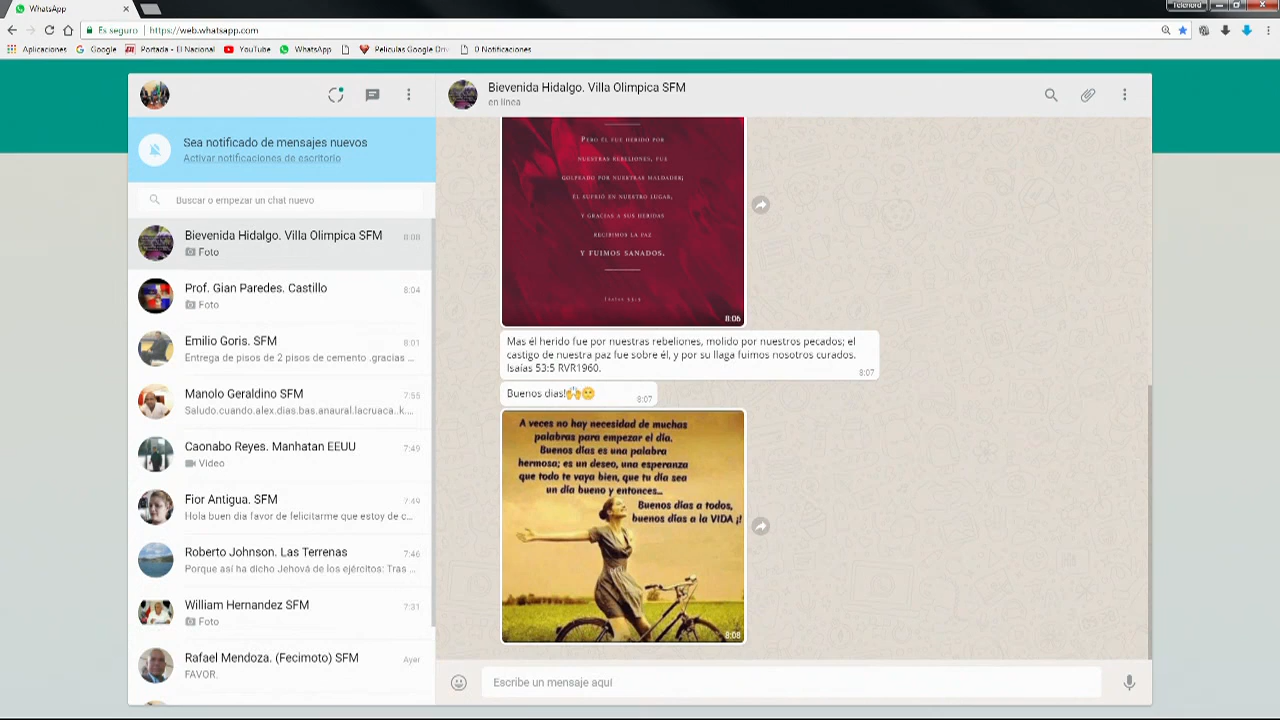 WhatsApp
Telenord
Es seguro
https://web.whatsapp.com
Aplicaciones
Google
Portada - El Nacional
YouTube
WhatsApp
Peliculas Google Driv
0 Notificaciones
Bievenida Hidalgo. Villa Olimpica SFM
en línea
Sea notificado de mensajes nuevos
Activar notificaciones de escritorio
Buscar o empezar un chat nuevo
Bievenida Hidalgo. Villa Olimpica SFM 8:08
Foto
Prof. Gian Paredes. Castillo 8:04
Foto
Emilio Goris. SFM 8:01
Entrega de pisos de 2 pisos de cemento .gracias ...
Manolo Geraldino SFM 7:55
Saludo.cuando.alex.dias.bas.anaural.lacruaca..k....
Caonabo Reyes. Manhatan EEUU 7:49
Video
Fior Antigua. SFM 7:49
Hola buen dia favor de felicitarme que estoy de c...
Roberto Johnson. Las Terrenas 7:46
Porque así ha dicho Jehová de los ejércitos: Tras ...
William Hernandez SFM 7:31
Foto
Rafael Mendoza. (Fecimoto) SFM Ayer
FAVOR.
PERO ÉL FUE HERIDO POR
NUESTRAS REBELIONES, FUE
GOLPEADO POR NUESTRAS MALDADES;
ÉL SUFRIÓ EN NUESTRO LUGAR,
Y GRACIAS A SUS HERIDAS
RECIBIMOS LA PAZ
Y FUIMOS SANADOS.
Isaías 53:5
8:06
Mas él herido fue por nuestras rebeliones, molido por nuestros pecados; el
castigo de nuestra paz fue sobre él, y por su llaga fuimos nosotros curados.
Isaías 53:5 RVR1960.
8:07
Buenos dias!🙌😁 8:07
A veces no hay necesidad de muchas
palabras para empezar el día.
Buenos días es una palabra
hermosa; es un deseo, una esperanza
que todo te vaya bien, que tu día sea
un día bueno y entonces...
Buenos días a todos,
buenos días a la VIDA ¡!
8:08
Escribe un mensaje aquí